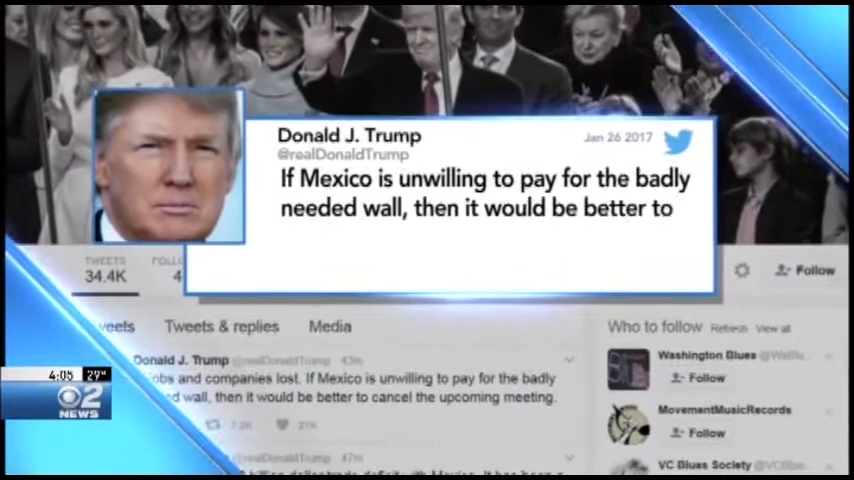 Donald J. Trump
Jan 26 2017
@realDonaldTrump
If Mexico is unwilling to pay for the badly
needed wall, then it would be better to
TWEETS
34.4K
4
Follow
Tweets & replies
Media
Who to follow
Refresh
View all
Donald J. Trump @realDonaldTrump
jobs and companies lost. If Mexico is unwilling to pay for the badly
wall, then it would be better to cancel the upcoming meeting.
Washington Blues
Follow
MovementMusicRecords
Follow
VC Blues Society
4:05 29°
2
NEWS